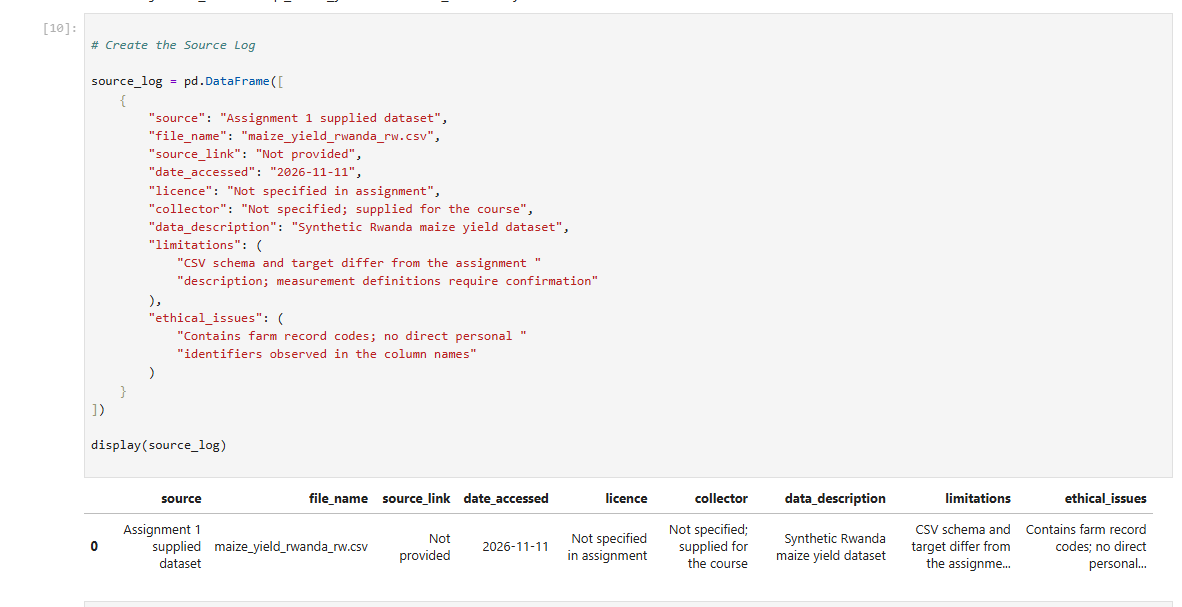 [10]:
# Create the Source Log
source_log = pd.DataFrame([
    {
        "source": "Assignment 1 supplied dataset",
        "file_name": "maize_yield_rwanda_rw.csv",
        "source_link": "Not provided",
        "date_accessed": "2026-11-11",
        "licence": "Not specified in assignment",
        "collector": "Not specified; supplied for the course",
        "data_description": "Synthetic Rwanda maize yield dataset",
        "limitations": (
            "CSV schema and target differ from the assignment "
            "description; measurement definitions require confirmation"
        ),
        "ethical_issues": (
            "Contains farm record codes; no direct personal "
            "identifiers observed in the column names"
        )
    }
])
display(source_log)
source file_name source_link date_accessed licence collector data_description limitations ethical_issues
0 Assignment 1 supplied dataset maize_yield_rwanda_rw.csv Not provided 2026-11-11 Not specified in assignment Not specified; supplied for the course Synthetic Rwanda maize yield dataset CSV schema and target differ from the assignme... Contains farm record codes; no direct personal...